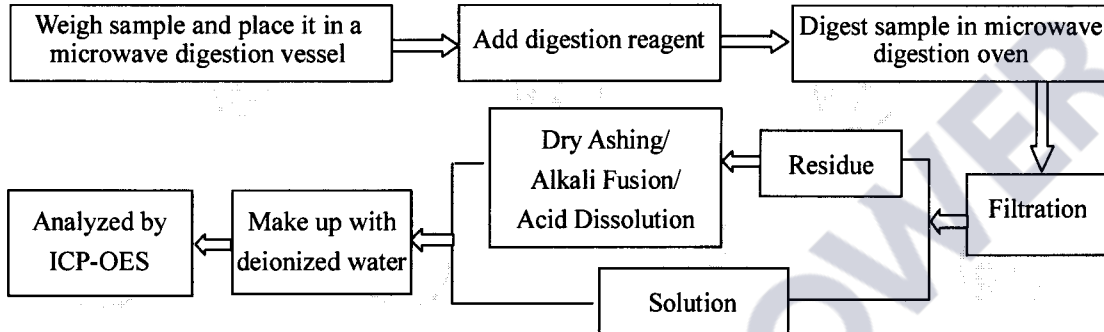 Weigh sample and place it in a
microwave digestion vessel
Add digestion reagent
Digest sample in microwave
digestion oven
Filtration
Residue
Dry Ashing/
Alkali Fusion/
Acid Dissolution
Solution
Make up with
deionized water
Analyzed by
ICP-OES
OWER